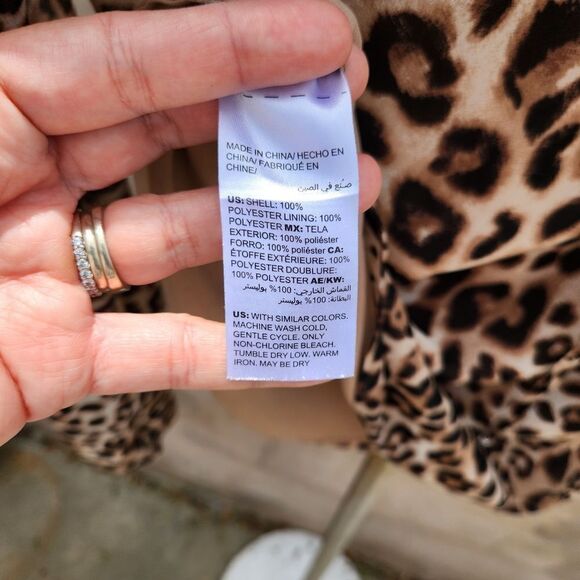 MADE IN CHINA/ HECHO EN
CHINA/ FABRIQUÉ EN
CHINE/
صنع في الصين
US: SHELL: 100%
POLYESTER LINING: 100%
POLYESTER MX: TELA
EXTERIOR: 100% poliéster
FORRO: 100% poliéster CA:
ÉTOFFE EXTÉRIEURE: 100%
POLYESTER DOUBLURE:
100% POLYESTER AE/KW:
القماش الخارجي: 100% بوليستر
البطانة: 100% بوليستر
US: WITH SIMILAR COLORS.
MACHINE WASH COLD,
GENTLE CYCLE. ONLY
NON-CHLORINE BLEACH.
TUMBLE DRY LOW. WARM
IRON. MAY BE DRY